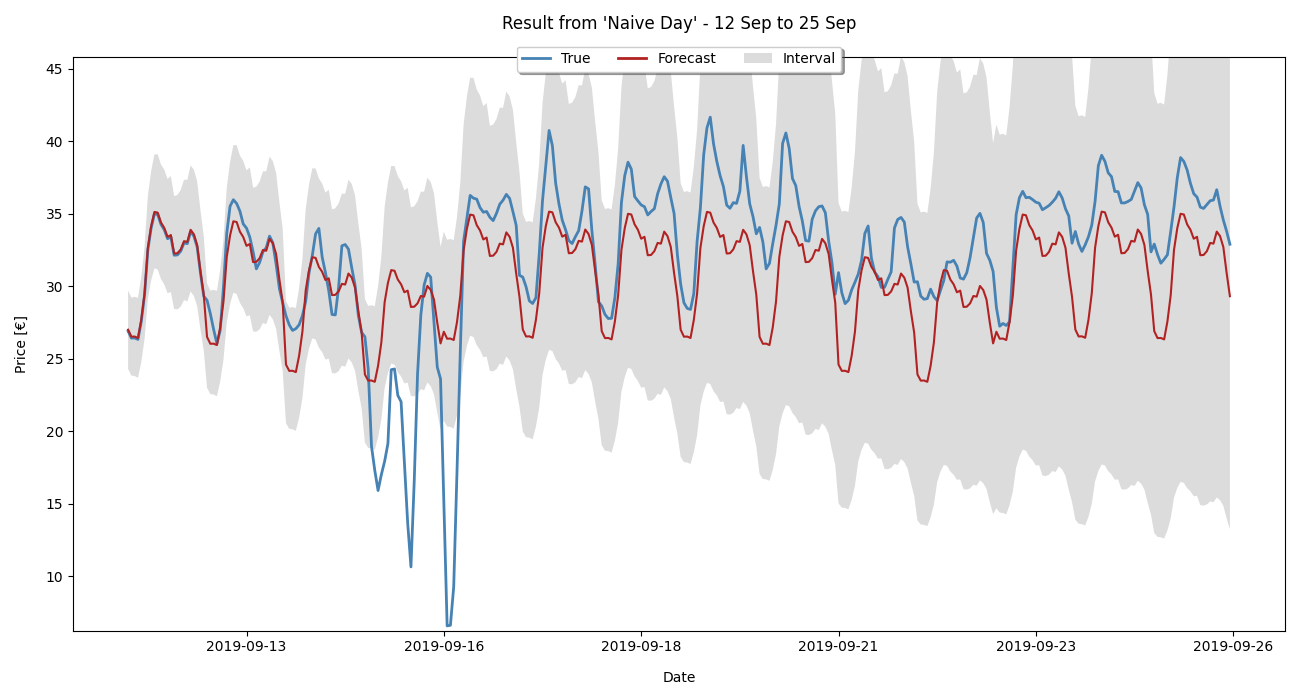 Result from 'Naive Day' - 12 Sep to 25 Sep
True Forecast Interval
45
40
35
30
25
20
15
10
Price [€]
2019-09-13 2019-09-16 2019-09-18 2019-09-21 2019-09-23 2019-09-26
Date